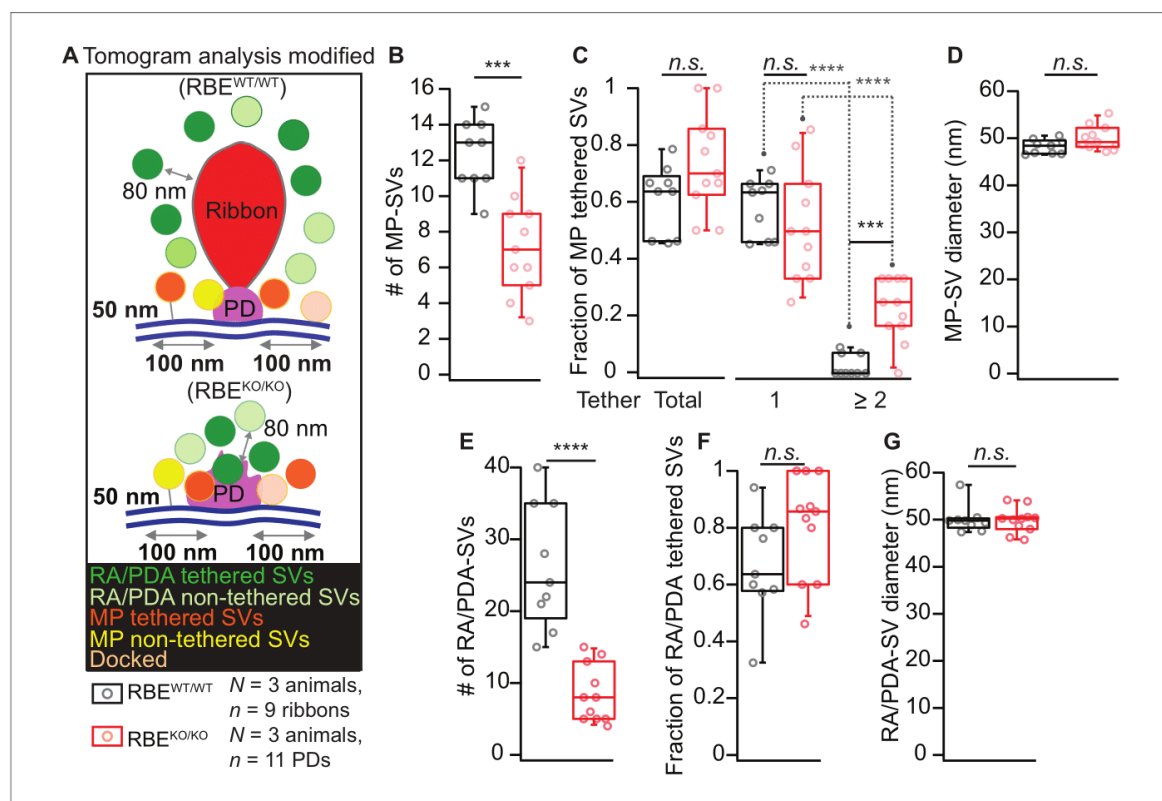 A Tomogram analysis modified
(RBE^WT/WT)
80 nm
Ribbon
PD
50 nm
100 nm 100 nm
(RBE^KO/KO)
80 nm
PD
50 nm
100 nm 100 nm
RA/PDA tethered SVs
RA/PDA non-tethered SVs
MP tethered SVs
MP non-tethered SVs
Docked
RBE^WT/WT N = 3 animals,
n = 9 ribbons
RBE^KO/KO N = 3 animals,
n = 11 PDs
B
***
# of MP-SVs
16
14
12
10
8
6
4
2
0
C
n.s. n.s. ****
****
***
Fraction of MP tethered SVs
1
0.8
0.6
0.4
0.2
0
Tether Total 1 ≥ 2
D
n.s.
MP-SV diameter (nm)
60
50
40
30
20
10
0
E
****
# of RA/PDA-SVs
40
30
20
10
0
F
n.s.
Fraction of RA/PDA tethered SVs
1
0.8
0.6
0.4
0.2
0
G
n.s.
RA/PDA-SV diameter (nm)
60
50
40
30
20
10
0